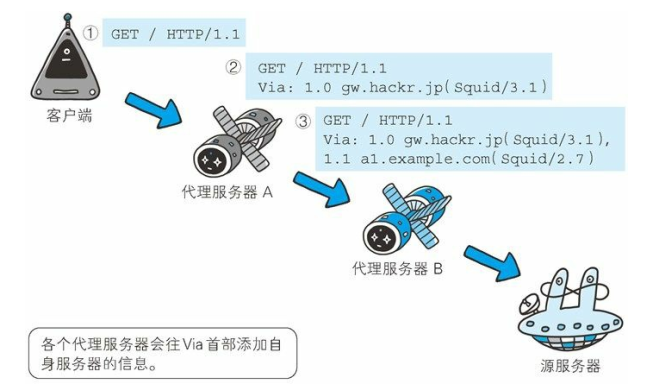 ① GET / HTTP/1.1
客户端
② GET / HTTP/1.1
Via: 1.0 gw.hackr.jp(Squid/3.1)
代理服务器 A
③ GET / HTTP/1.1
Via: 1.0 gw.hackr.jp(Squid/3.1),
1.1 a1.example.com(Squid/2.7)
代理服务器 B
源服务器
各个代理服务器会往Via首部添加自
身服务器的信息。